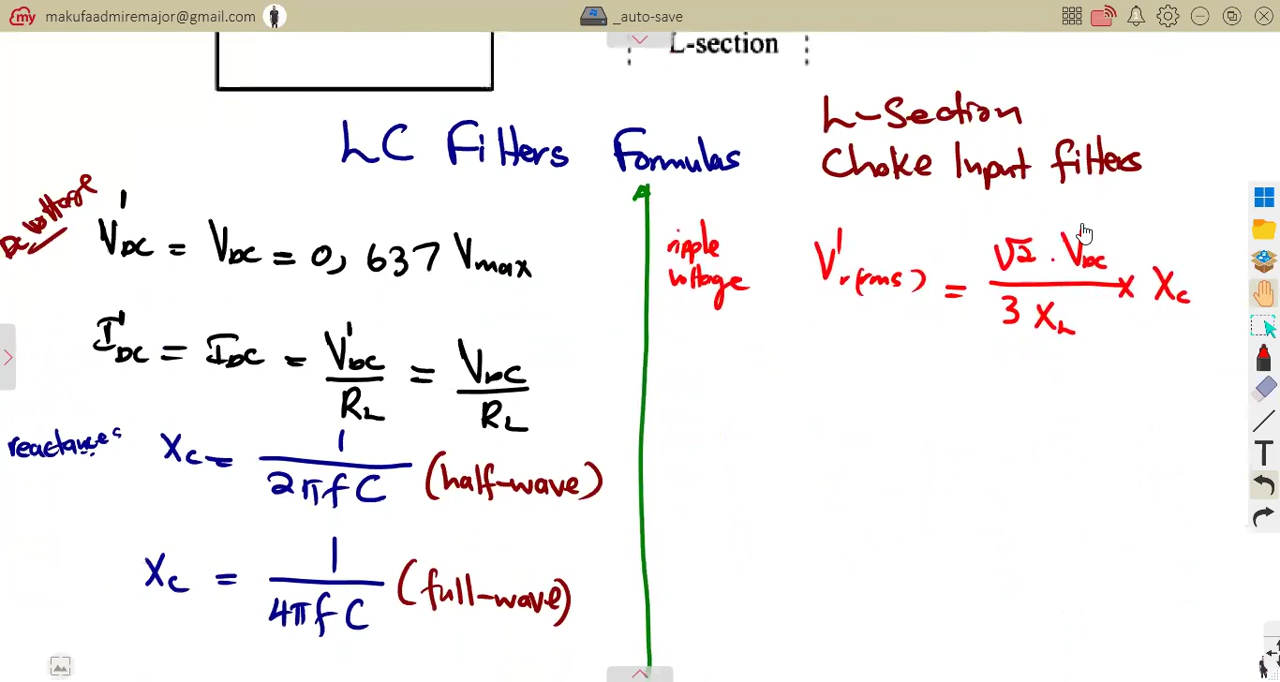 makufaadmiremajor@gmail.com
_auto-save
L-section
LC Filters Formulas
L-Section
Choke Input filters
DC voltage
V'DC = VDC = 0,637 Vmax
I'DC = IDC = V'DC / RL = VDC / RL
reactances
XC = 1 / 2πfC (half-wave)
XC = 1 / 4πfC (full-wave)
ripple
voltage
V'r(rms) = √2 . VDC / 3 XL × XC